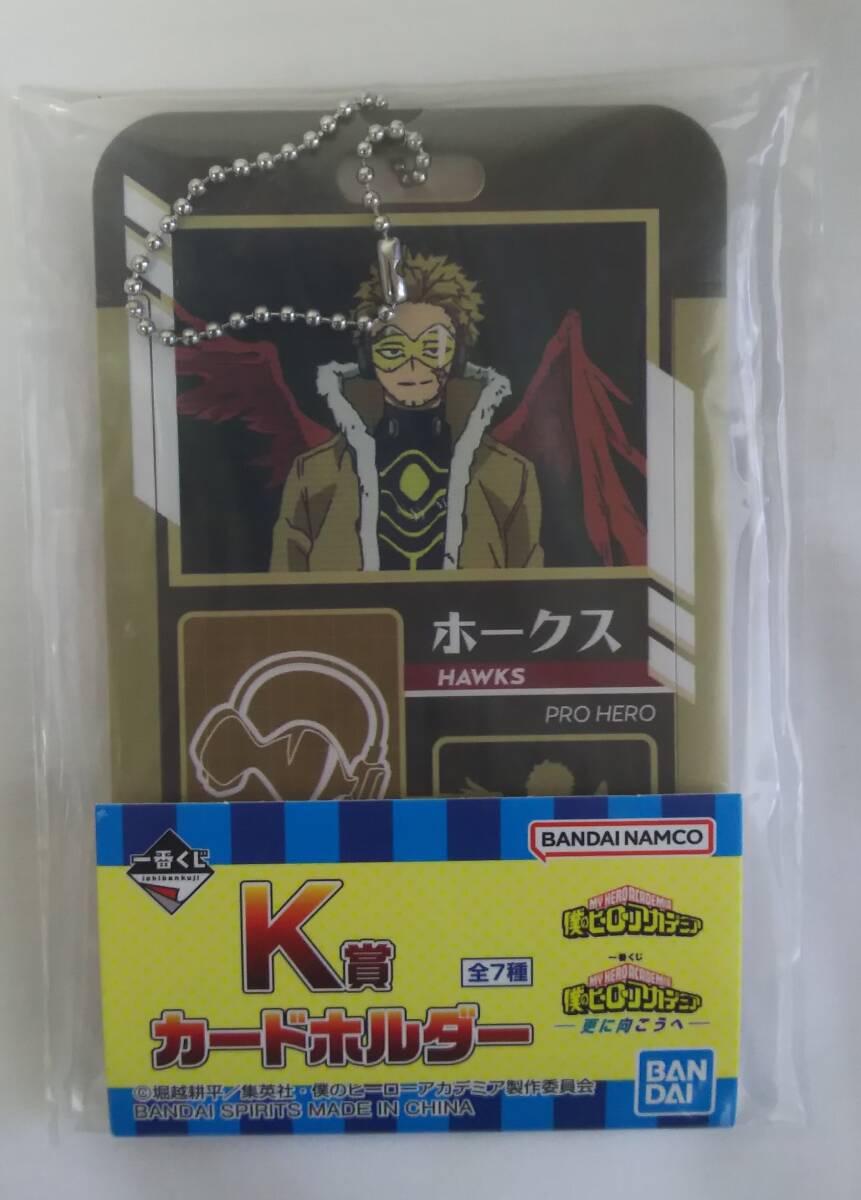 ホークス
HAWKS
PRO HERO
一番くじ
ichibankuji
BANDAI NAMCO
K賞
全7種
カードホルダー
MY HERO ACADEMIA
僕のヒーローアカデミア
一番くじ
MY HERO ACADEMIA
僕のヒーローアカデミア
更に向こうへ
©堀越耕平／集英社・僕のヒーローアカデミア製作委員会
BANDAI SPIRITS MADE IN CHINA
BAN
DAI